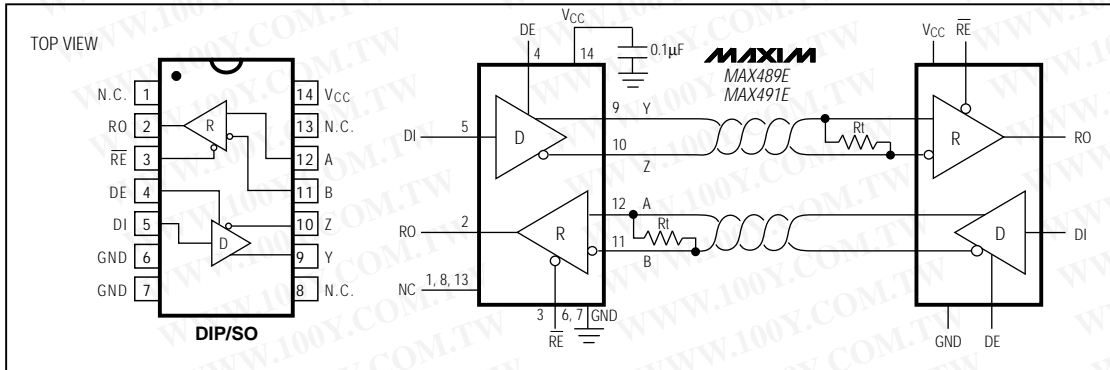 TOP VIEW
N.C. 1
RO 2
R̅E̅ 3
DE 4
DI 5
GND 6
GND 7
14 VCC
13 N.C.
12 A
11 B
10 Z
9 Y
8 N.C.
R
D
DIP/SO
DE
4
VCC
14
0.1µF
MAXIM
MAX489E
MAX491E
DI 5
D
9 Y
10
Z
Rt
RO 2
R
12 A
11
B
Rt
NC 1, 8, 13
3
R̅E̅
6, 7 GND
VCC R̅E̅
R
RO
D
DI
GND DE
WWW.100Y.COM.TW